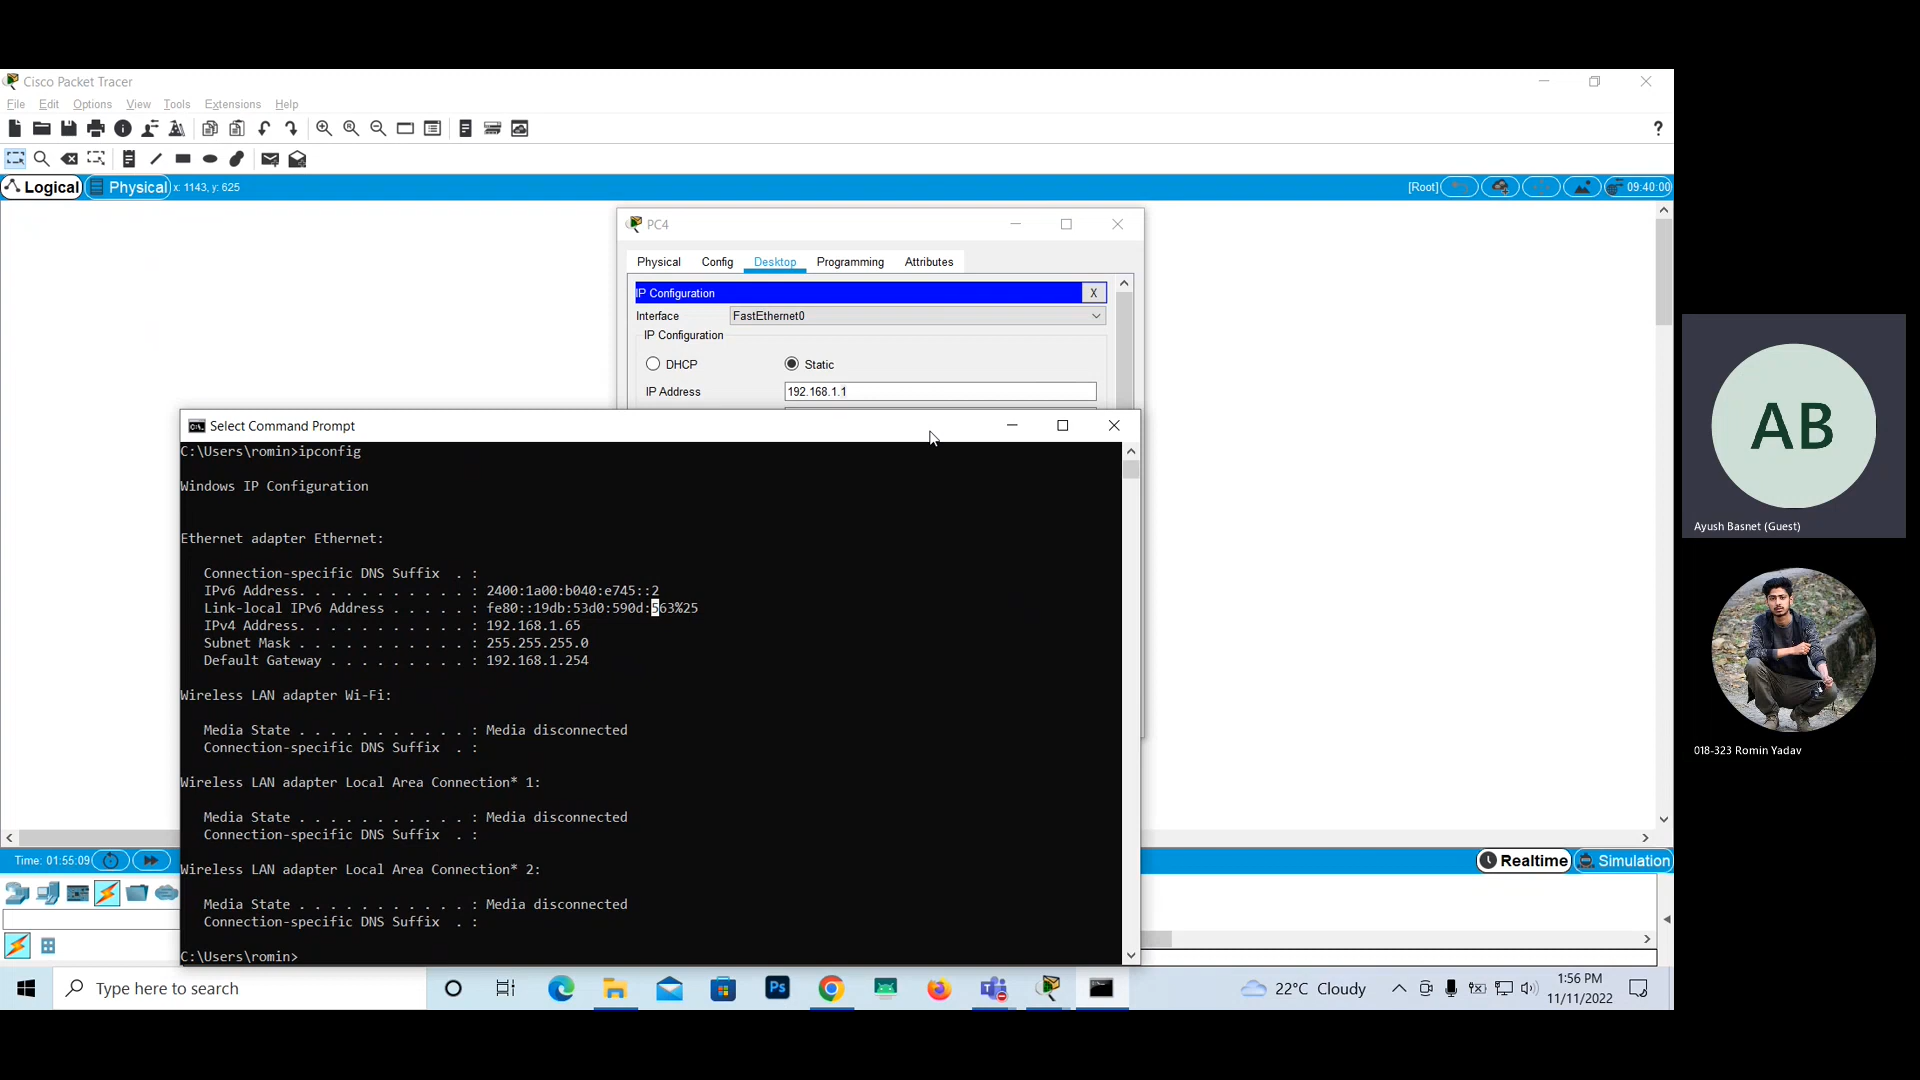 Cisco Packet Tracer
File Edit Options View Tools Extensions Help
?
Logical Physical x: 1143, y: 625 [Root] 09:40:00
PC4
Physical Config Desktop Programming Attributes
IP Configuration X
Interface FastEthernet0
IP Configuration
DHCP Static
IP Address 192.168.1.1
Select Command Prompt
C:\Users\romin>ipconfig
Windows IP Configuration
Ethernet adapter Ethernet:
Connection-specific DNS Suffix . :
IPv6 Address. . . . . . . . . . . : 2400:1a00:b040:e745::2
Link-local IPv6 Address . . . . . : fe80::19db:53d0:590d:563%25
IPv4 Address. . . . . . . . . . . : 192.168.1.65
Subnet Mask . . . . . . . . . . . : 255.255.255.0
Default Gateway . . . . . . . . . : 192.168.1.254
Wireless LAN adapter Wi-Fi:
Media State . . . . . . . . . . . : Media disconnected
Connection-specific DNS Suffix . :
Wireless LAN adapter Local Area Connection* 1:
Media State . . . . . . . . . . . : Media disconnected
Connection-specific DNS Suffix . :
Wireless LAN adapter Local Area Connection* 2:
Media State . . . . . . . . . . . : Media disconnected
Connection-specific DNS Suffix . :
C:\Users\romin>
Time: 01:55:09 Realtime Simulation
Type here to search
Ps
22°C Cloudy
1:56 PM
11/11/2022
AB
Ayush Basnet (Guest)
018-323 Romin Yadav